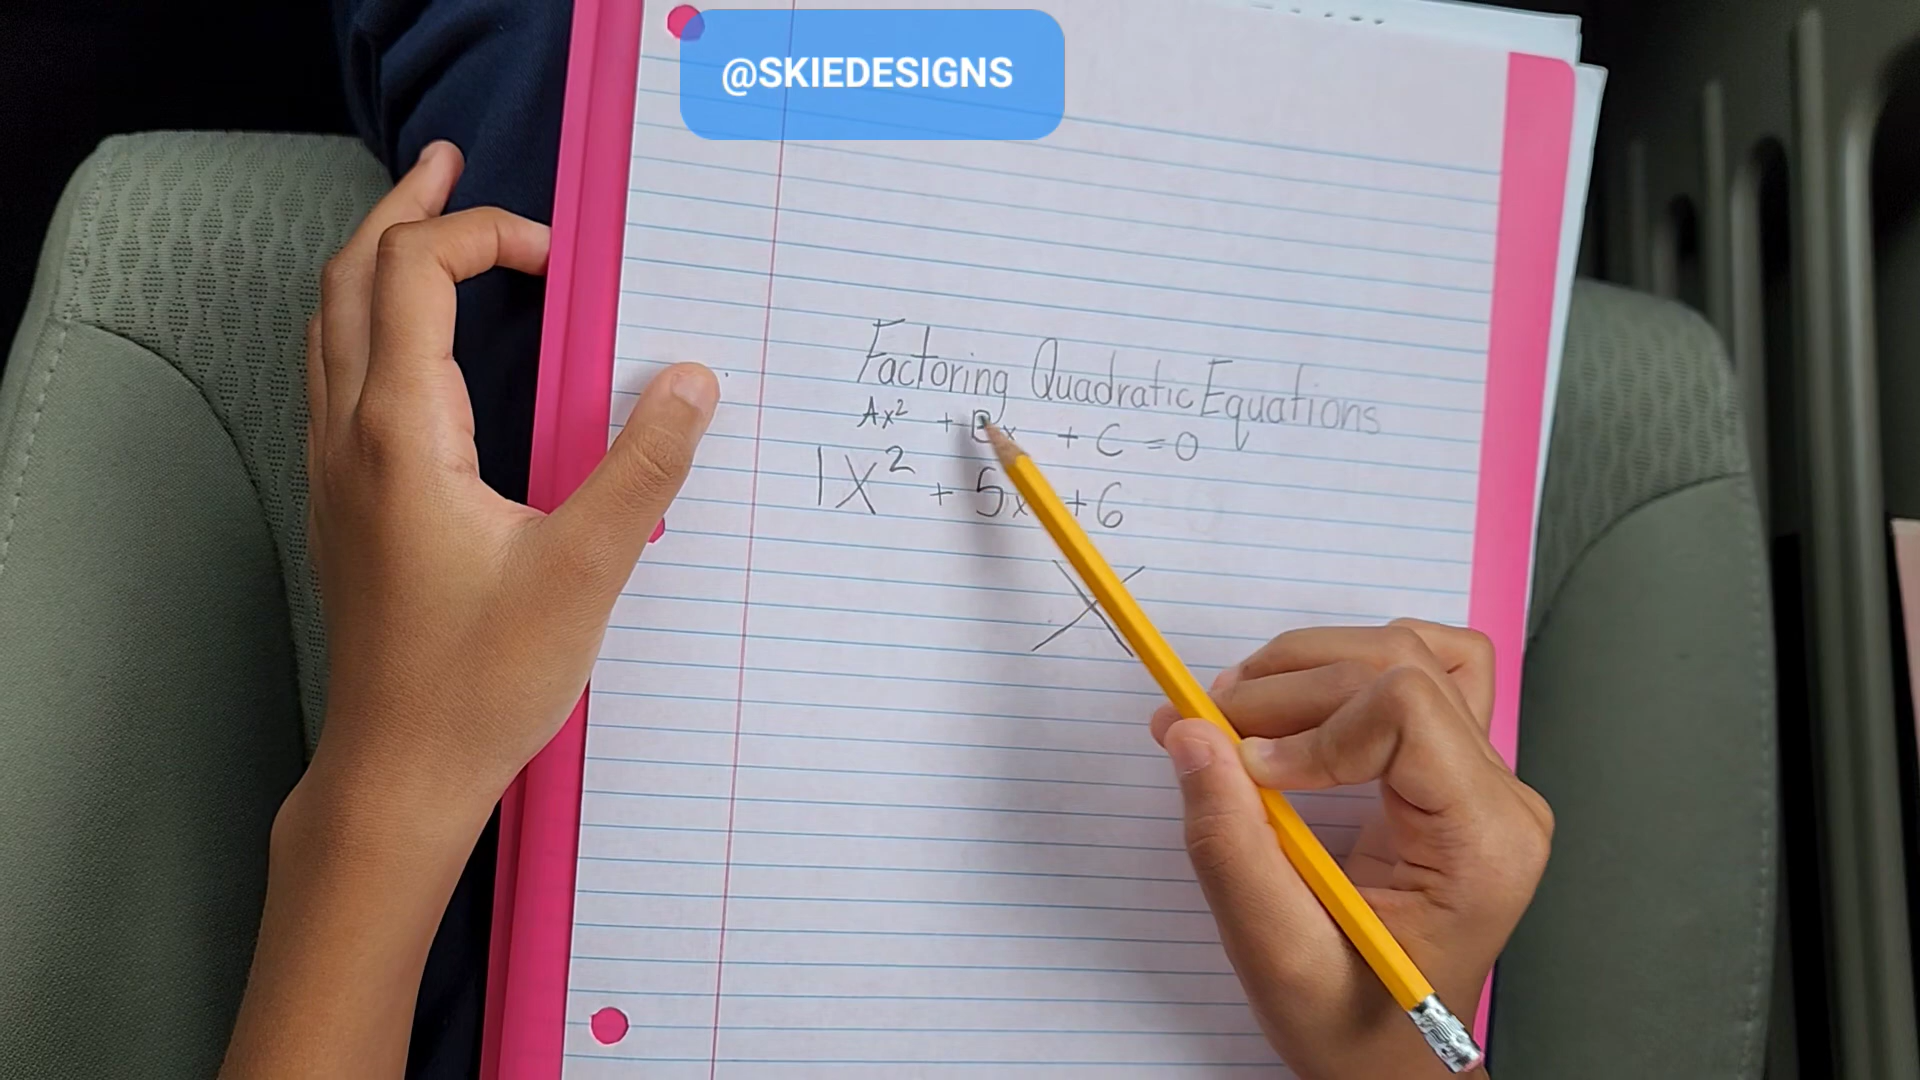 @SKIEDESIGNS
Factoring Quadratic Equations
Ax² + Bx + C = 0
1x² + 5x + 6
X